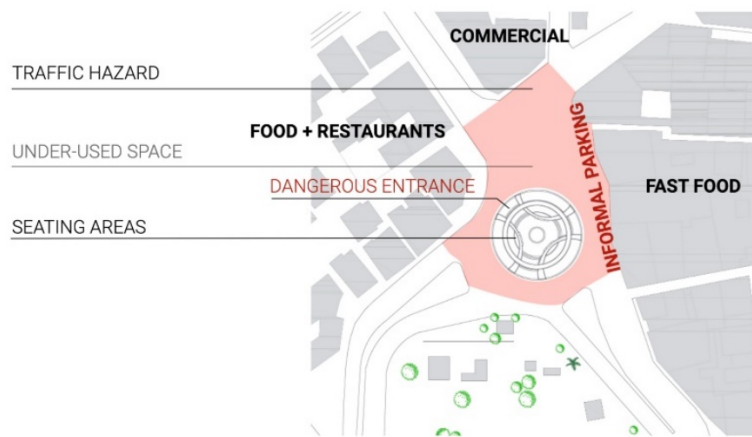 COMMERCIAL
TRAFFIC HAZARD
FOOD + RESTAURANTS
UNDER-USED SPACE
DANGEROUS ENTRANCE
INFORMAL PARKING
FAST FOOD
SEATING AREAS